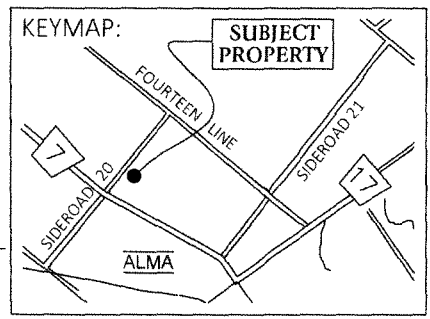 KEYMAP:
SUBJECT
PROPERTY
FOURTEEN LINE
SIDEROAD 21
7
SIDEROAD 20
17
ALMA